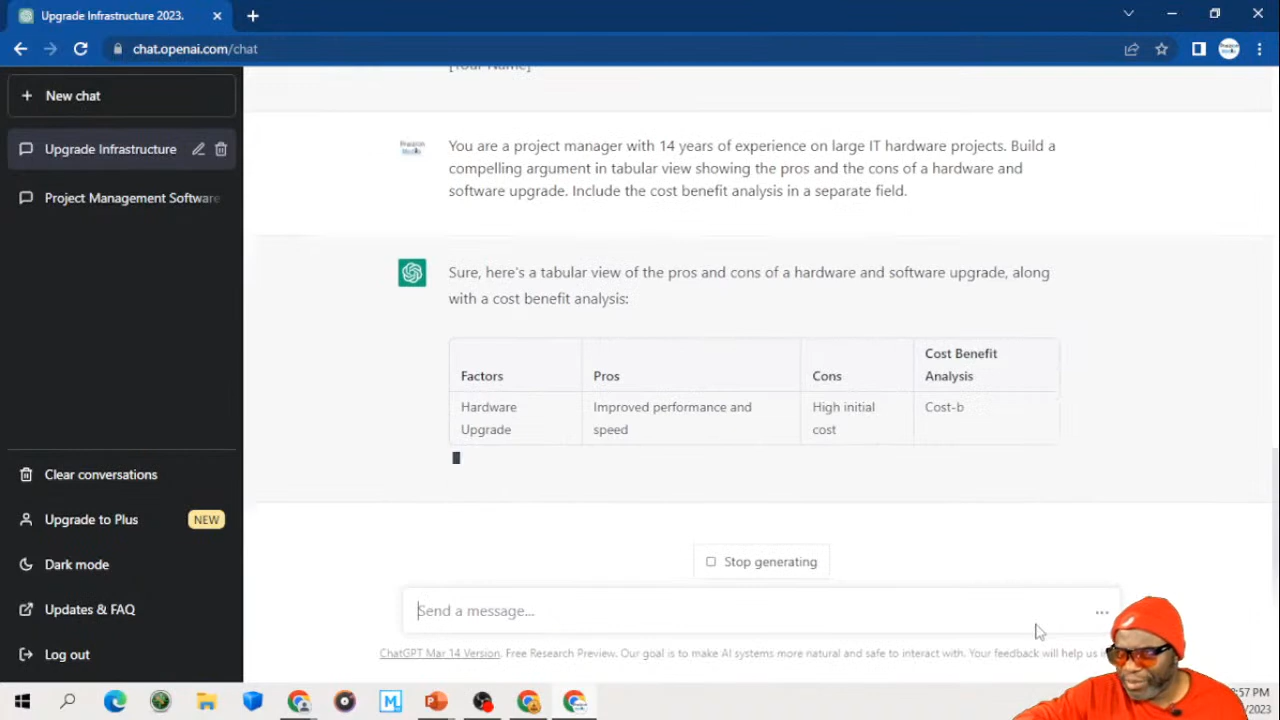 Upgrade Infrastructure 2023.
chat.openai.com/chat
New chat
Upgrade Infrastructure
Project Management Software
Clear conversations
Upgrade to Plus NEW
Dark mode
Updates & FAQ
Log out
[Your Name]
You are a project manager with 14 years of experience on large IT hardware projects. Build a
compelling argument in tabular view showing the pros and the cons of a hardware and
software upgrade. Include the cost benefit analysis in a separate field.
Sure, here's a tabular view of the pros and cons of a hardware and software upgrade, along
with a cost benefit analysis:
Factors Pros Cons Cost Benefit
Analysis
Hardware Improved performance and High initial Cost-b
Upgrade speed cost
Stop generating
Send a message...
ChatGPT Mar 14 Version. Free Research Preview. Our goal is to make AI systems more natural and safe to interact with. Your feedback will help us
:57 PM
/2023